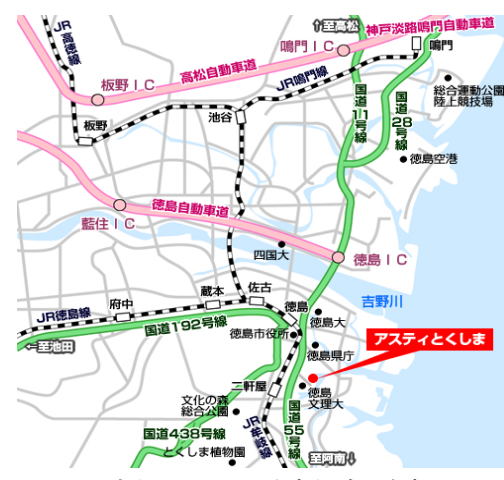 ↑至高松
神戸淡路鳴門自動車道
JR高徳線
鳴門IC
鳴門
高松自動車道
板野IC
JR鳴門線
総合運動公園
陸上競技場
国道11号線
国道28号線
板野
池谷
徳島空港
徳島自動車道
藍住IC
四国大
徳島IC
吉野川
蔵本
佐古
府中
徳島
徳島大
JR徳島線
国道192号線
徳島市役所
アスティとくしま
←至池田
徳島県庁
二軒屋
徳島
文理大
文化の森
総合公園
国道438号線
JR牟岐線
国道55号線
とくしま植物園
至阿南↓